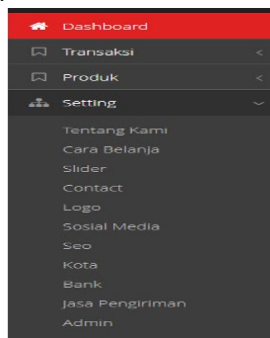 Dashboard
Transaksi
Produk
Setting
Tentang Kami
Cara Belanja
Slider
Contact
Logo
Sosial Media
Seo
Kota
Bank
Jasa Pengiriman
Admin